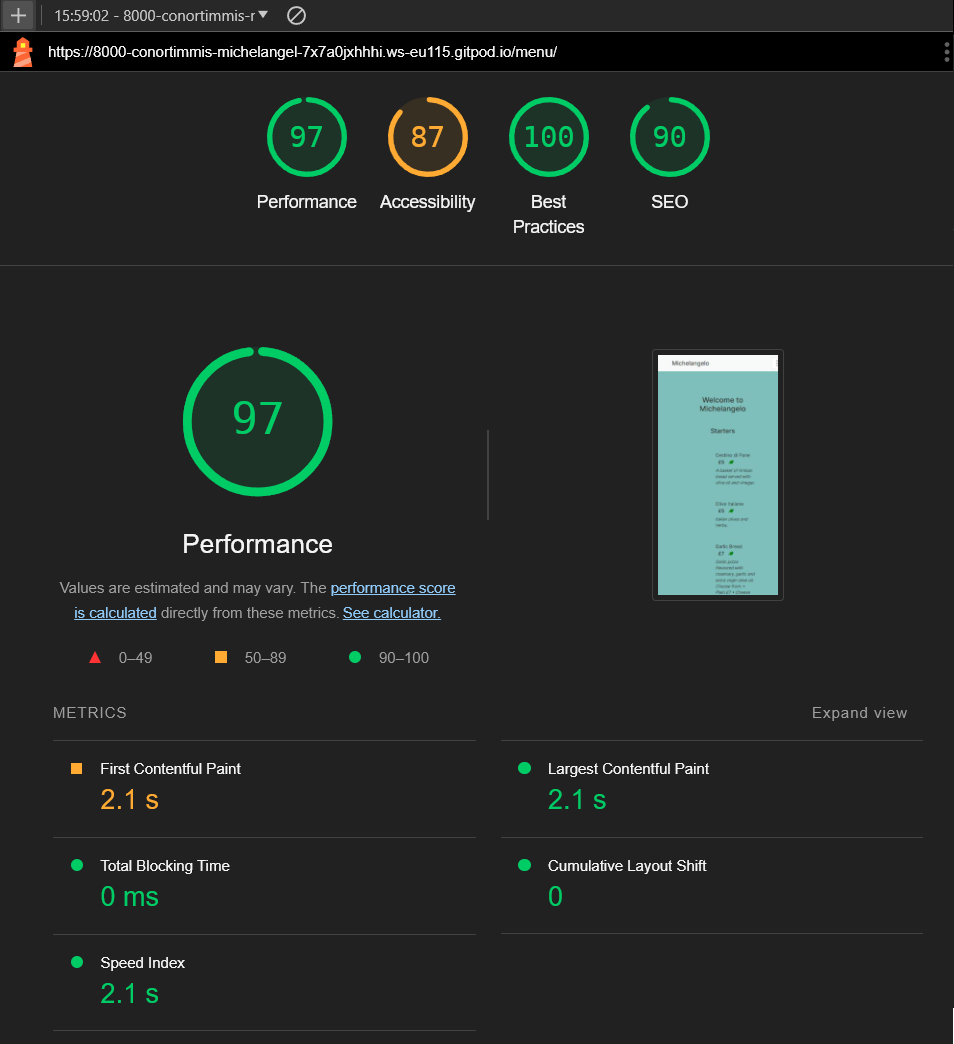 15:59:02 - 8000-conortimmis-r
https://8000-conortimmis-michelangel-7x7a0jxhhhi.ws-eu115.gitpod.io/menu/
97
87
100
90
Performance
Accessibility
Best
Practices
SEO
97
Performance
Values are estimated and may vary. The performance score
is calculated directly from these metrics. See calculator.
0–49
50–89
90–100
Michelangelo
Welcome to
Michelangelo
Starters
Garlic Bread
METRICS
Expand view
First Contentful Paint
2.1 s
Largest Contentful Paint
2.1 s
Total Blocking Time
0 ms
Cumulative Layout Shift
0
Speed Index
2.1 s